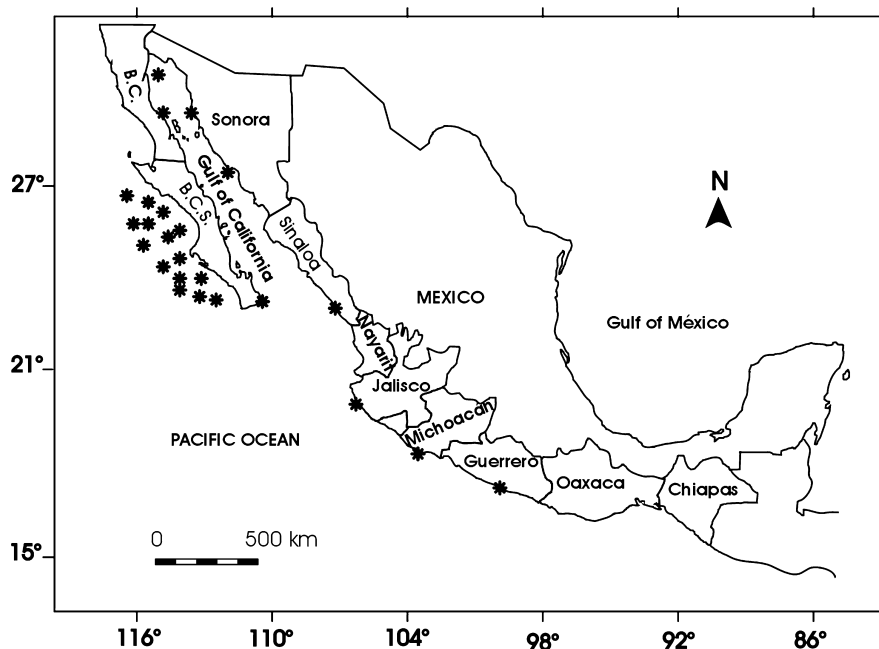 B.C.
Sonora
Gulf of California
B.C.S.
Sinaloa
N
27°
MEXICO
Gulf of México
Nayarit
21°
Jalisco
Michoacán
PACIFIC OCEAN
Guerrero
Oaxaca
Chiapas
0 500 km
15°
116° 110° 104° 98° 92° 86°